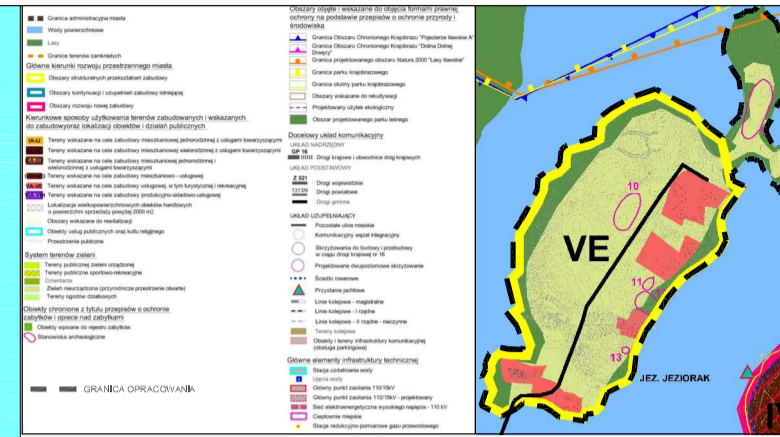 Granica administracyjna miasta
Wody powierzchniowe
Lasy
Granice terenów zamkniętych
Główne kierunki rozwoju przestrzennego miasta
Obszary strukturalnych przekształceń zabudowy
Obszary kontynuacji i uzupełnień zabudowy istniejącej
Obszary rozwoju nowej zabudowy
Kierunkowe sposoby użytkowania terenów zabudowanych i wskazanych
do zabudowyoraz lokalizacji obiektów i działań publicznych
Tereny wskazane na cele zabudowy mieszkaniowej jednorodzinnej z usługami towarzyszącymi
Tereny wskazane na cele zabudowy mieszkaniowej wielorodzinnej z usługami towarzyszącymi
Tereny wskazane na cele zabudowy mieszkaniowej jednorodzinnej i
wielorodzinnej z usługami towarzyszącymi
Tereny wskazane na cele zabudowy mieszkaniowo - usługowej
Tereny wskazane na cele zabudowy usługowej, w tym turystycznej i rekreacyjnej
Tereny wskazane na cele zabudowy produkcyjno-składowo-usługowej
Lokalizacje wielkopowierzchniowych obiektów handlowych
o powierzchni sprzedaży powyżej 2000 m2
Obszary wskazane do rewitalizacji
Obiekty usług publicznych oraz kultu religijnego
Przestrzenie publiczne
System terenów zieleni
Tereny publicznej zieleni urządzonej
Tereny publiczne sportowo-rekreacyjne
Cmentarze
Zieleń nieurządzona (przyrodnicze przestrzenie otwarte)
Tereny ogodów działkowych
Obiekty chronione z tytułu przepisów o ochronie
zabytków i opiece nad zabytkami
Obiekty wpisane do rejestru zabytków
Stanowiska archeologiczne
GRANICA OPRACOWANIA
Obszary objęte i wskazane do objęcia formami prawnej
ochrony na podstawie przepisów o ochronie przyrody i
środowiska
Granica Obszaru Chronionego Krajobrazu "Pojezierze Iławskie A"
Granica Obszaru Chronionego Krajobrazu "Dolina Dolnej
Drwęcy"
Granica projektowanego obszaru Natura 2000 "Lasy Iławskie"
Granica parku krajobrazowego
Granica otuliny parku krajobrazowego
Obszary wskazane do rekultywacji
Projektowany użytek ekologiczny
Obszar projektowanego parku leśnego
Docelowy układ komunikacyjny
UKŁAD NADRZĘDNY
GP 16
Drogi krajowe i obwodnice dróg krajowych
UKŁAD PODSTAWOWY
Z 521
Drogi wojewódzkie
1313N
Drogi powiatowe
Drogi gminne
UKŁAD UZUPEŁNIAJĄCY
Pozostałe ulice miejskie
Komunikacyjny węzeł integracyjny
Skrzyżowania do budowy i przebudowy
w ciągu drogi krajowej nr 16
Projektowane dwupoziomowe skrzyżowanie
Ścieżki rowerowe
Przystanie jachtowe
Linie kolejowe - magistralne
Linie kolejowe - I rzędne
Linie kolejowe - II rzędne - nieczynne
Tereny kolejowe
Obiekty i tereny infrastruktury komunikacyjnej
(obsługa parkingowa)
Główne elementy infrastruktury technicznej
Stacja uzdatniania wody
Ujęcia wody
Główny punkt zasilania 110/15kV
Główny punkt zasilania 110/15kV - projektowany
Sieć elektroenergetyczna wysokiego napięcia - 110 kV
Ciepłownie miejskie
Stacje redukcyjno-pomiarowe gazu przewodowego
10
VE
11
13
JEZ. JEZIORAK